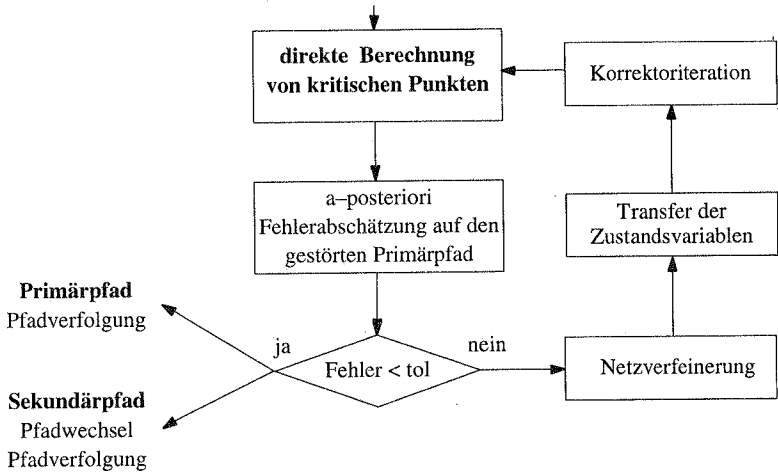 direkte Berechnung
von kritischen Punkten
Korrektoriteration
a–posteriori
Fehlerabschätzung auf den
gestörten Primärpfad
Transfer der
Zustandsvariablen
Primärpfad
Pfadverfolgung
ja
Fehler < tol
nein
Netzverfeinerung
Sekundärpfad
Pfadwechsel
Pfadverfolgung